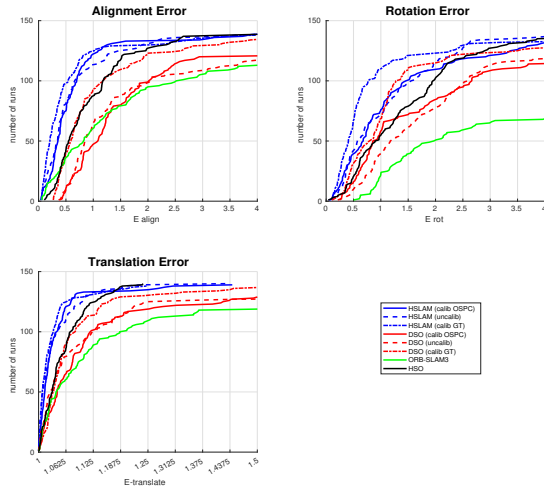 Alignment Error
150
100
50
0
number of runs
0 0.5 1 1.5 2 2.5 3 3.5 4
E align
Rotation Error
150
100
50
0
number of runs
0 0.5 1 1.5 2 2.5 3 3.5 4
E rot
Translation Error
150
100
50
0
number of runs
1 1.0625 1.125 1.1875 1.25 1.3125 1.375 1.4375 1.5
E-translate
HSLAM (calib OSPC)
HSLAM (uncalib)
HSLAM (calib GT)
DSO (calib OSPC)
DSO (uncalib)
DSO (calib GT)
ORB-SLAM3
HSO